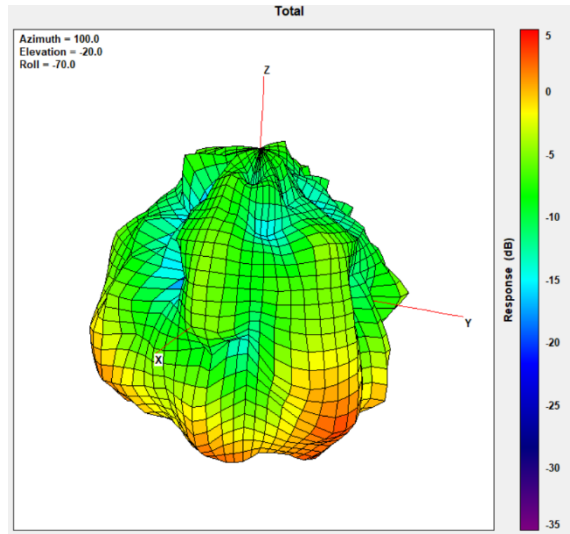 Total
Azimuth = 100.0
Elevation = -20.0
Roll = -70.0
Z
Y
X
5
0
-5
-10
-15
-20
-25
-30
-35
Response (dB)